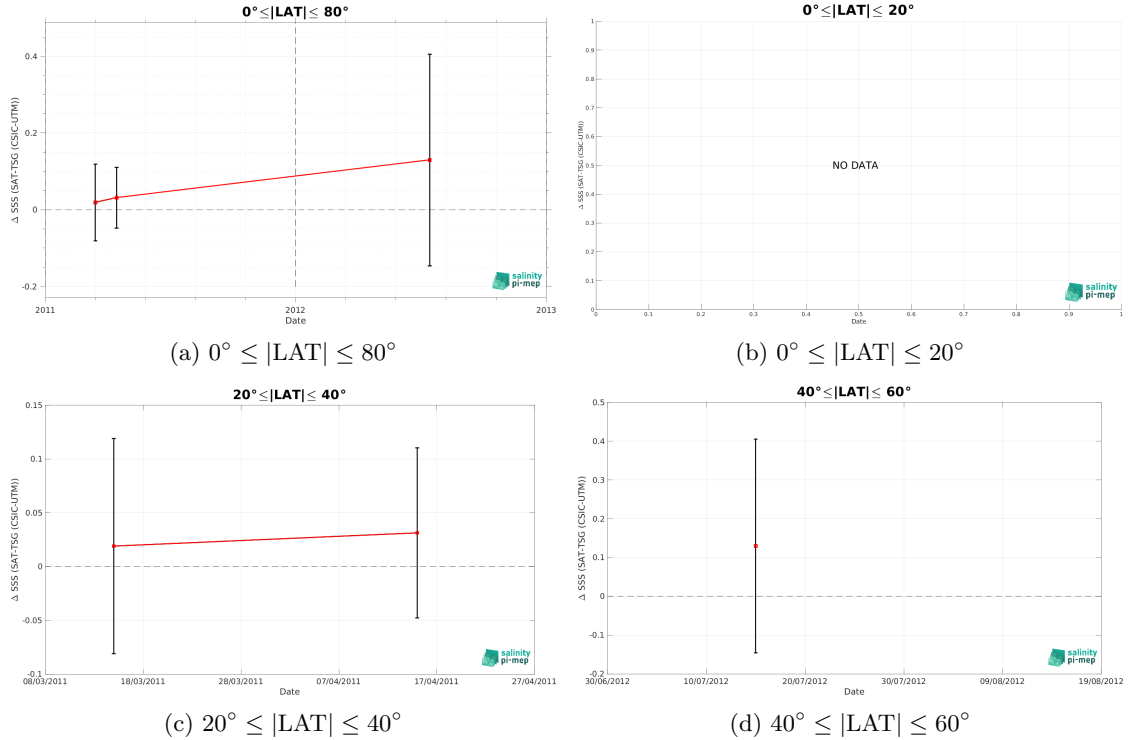 0°≤|LAT|≤ 80°
Δ SSS (SAT-TSG (CSIC-UTM))
0.4
0.2
0
-0.2
2011
2012
2013
Date
salinity
pi-mep
(a) 0° ≤ |LAT| ≤ 80°
0°≤|LAT|≤ 20°
Δ SSS (SAT-TSG (CSIC-UTM))
1
0.9
0.8
0.7
0.6
0.5
0.4
0.3
0.2
0.1
0
NO DATA
0
0.1
0.2
0.3
0.4
0.5
0.6
0.7
0.8
0.9
1
Date
salinity
pi-mep
(b) 0° ≤ |LAT| ≤ 20°
20°≤|LAT|≤ 40°
Δ SSS (SAT-TSG (CSIC-UTM))
0.15
0.1
0.05
0
-0.05
-0.1
08/03/2011
18/03/2011
28/03/2011
07/04/2011
17/04/2011
27/04/2011
Date
salinity
pi-mep
(c) 20° ≤ |LAT| ≤ 40°
40°≤|LAT|≤ 60°
Δ SSS (SAT-TSG (CSIC-UTM))
0.5
0.4
0.3
0.2
0.1
0
-0.1
-0.2
30/06/2012
10/07/2012
20/07/2012
30/07/2012
09/08/2012
19/08/2012
Date
salinity
pi-mep
(d) 40° ≤ |LAT| ≤ 60°